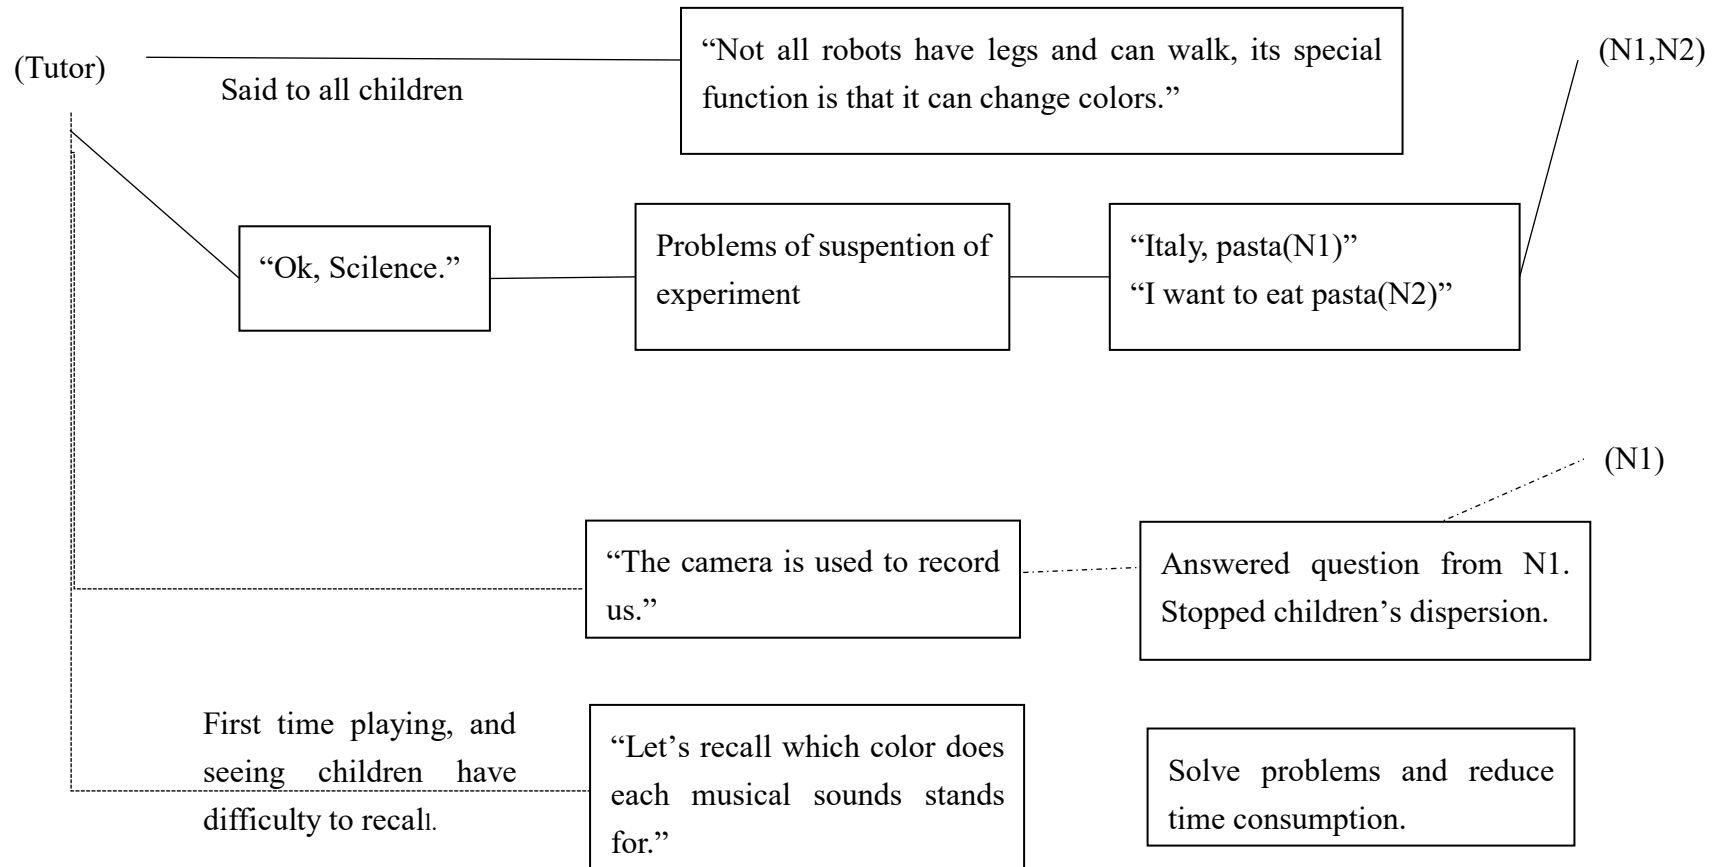 (Tutor)
Said to all children
“Not all robots have legs and can walk, its special
function is that it can change colors.”
(N1,N2)
“Ok, Scilence.”
Problems of suspention of
experiment
“Italy, pasta(N1)”
“I want to eat pasta(N2)”
(N1)
“The camera is used to record
us.”
Answered question from N1.
Stopped children’s dispersion.
First time playing, and
seeing children have
difficulty to recall.
“Let’s recall which color does
each musical sounds stands
for.”
Solve problems and reduce
time consumption.